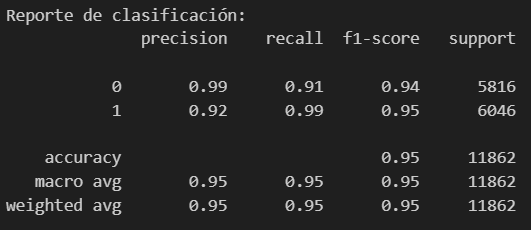 Reporte de clasificación:
precision recall f1-score support
0 0.99 0.91 0.94 5816
1 0.92 0.99 0.95 6046
accuracy 0.95 11862
macro avg 0.95 0.95 0.95 11862
weighted avg 0.95 0.95 0.95 11862